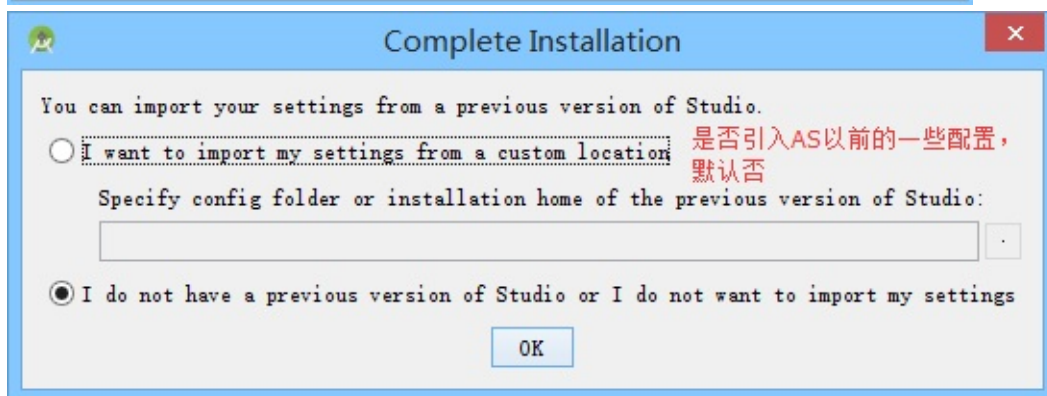 Complete Installation
You can import your settings from a previous version of Studio.
I want to import my settings from a custom location
是否引入AS以前的一些配置，
默认否
Specify config folder or installation home of the previous version of Studio:
.
I do not have a previous version of Studio or I do not want to import my settings
OK